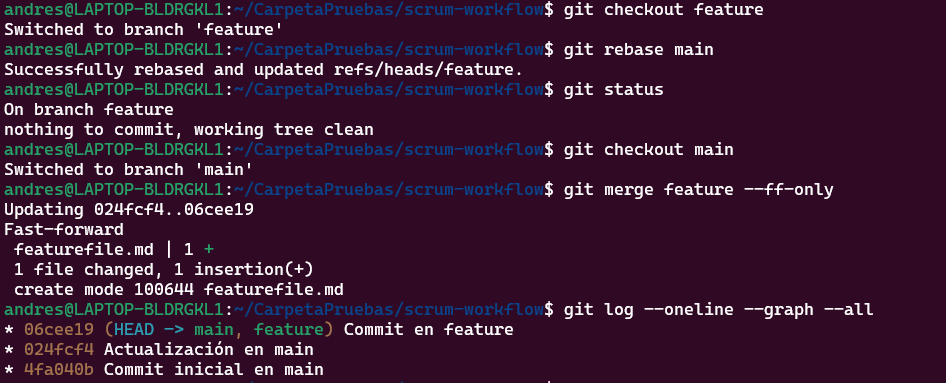 andres@LAPTOP-BLDRGKL1:~/CarpetaPruebas/scrum-workflow$ git checkout feature
Switched to branch 'feature'
andres@LAPTOP-BLDRGKL1:~/CarpetaPruebas/scrum-workflow$ git rebase main
Successfully rebased and updated refs/heads/feature.
andres@LAPTOP-BLDRGKL1:~/CarpetaPruebas/scrum-workflow$ git status
On branch feature
nothing to commit, working tree clean
andres@LAPTOP-BLDRGKL1:~/CarpetaPruebas/scrum-workflow$ git checkout main
Switched to branch 'main'
andres@LAPTOP-BLDRGKL1:~/CarpetaPruebas/scrum-workflow$ git merge feature --ff-only
Updating 024fcf4..06cee19
Fast-forward
 featurefile.md | 1 +
 1 file changed, 1 insertion(+)
 create mode 100644 featurefile.md
andres@LAPTOP-BLDRGKL1:~/CarpetaPruebas/scrum-workflow$ git log --oneline --graph --all
* 06cee19 (HEAD -> main, feature) Commit en feature
* 024fcf4 Actualización en main
* 4fa040b Commit inicial en main